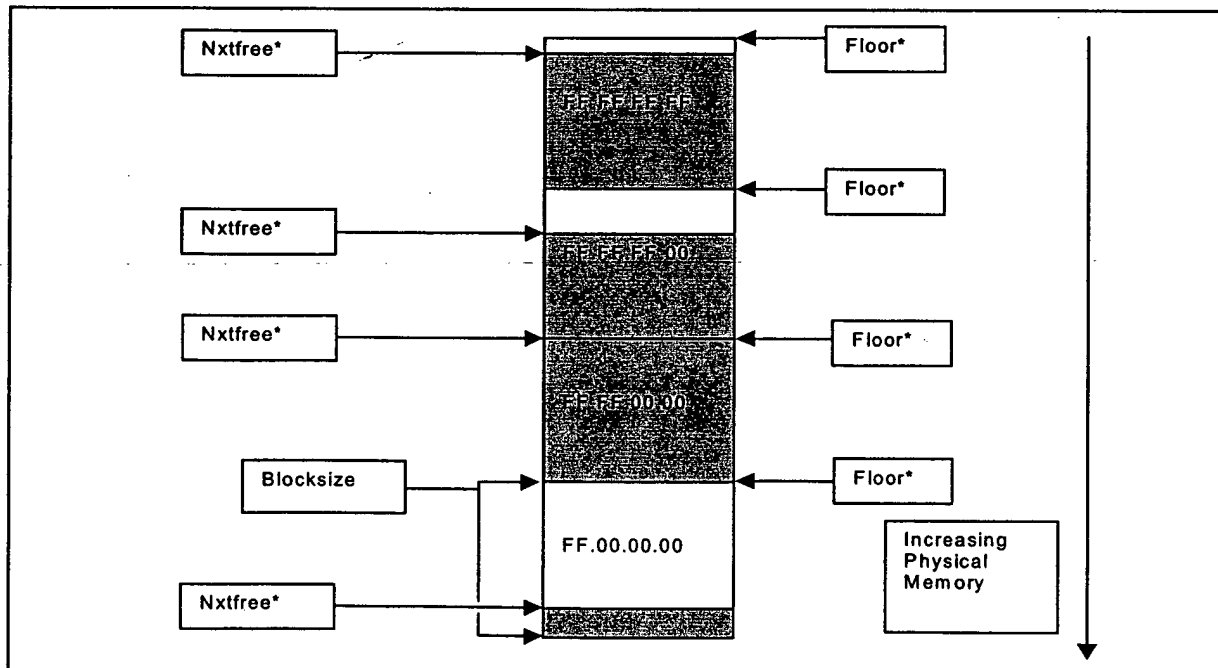 Nxtfree*
Floor*
FF.FF.FF.FF
Floor*
Nxtfree*
FF.FF.FF.00
Nxtfree*
Floor*
FF.FF.00.00
Blocksize
Floor*
FF.00.00.00
Increasing
Physical
Memory
Nxtfree*